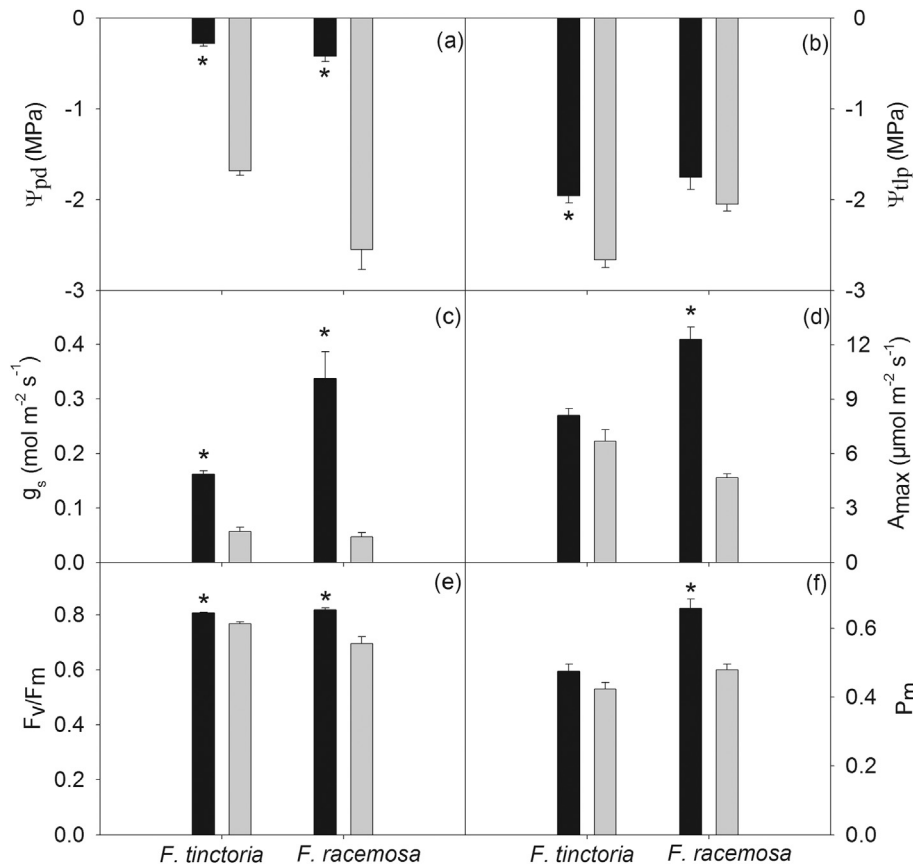 0
-1
-2
-3
Ψpd (MPa)
(a)
*
*
0
-1
-2
-3
Ψtlp (MPa)
(b)
*
0.4
0.3
0.2
0.1
0.0
gs (mol m-2 s-1)
(c)
*
*
12
9
6
3
0
Amax (μmol m-2 s-1)
(d)
*
0.8
0.6
0.4
0.2
0.0
Fv/Fm
(e)
*
*
0.6
0.4
0.2
0.0
Pm
(f)
*
F. tinctoria
F. racemosa
F. tinctoria
F. racemosa